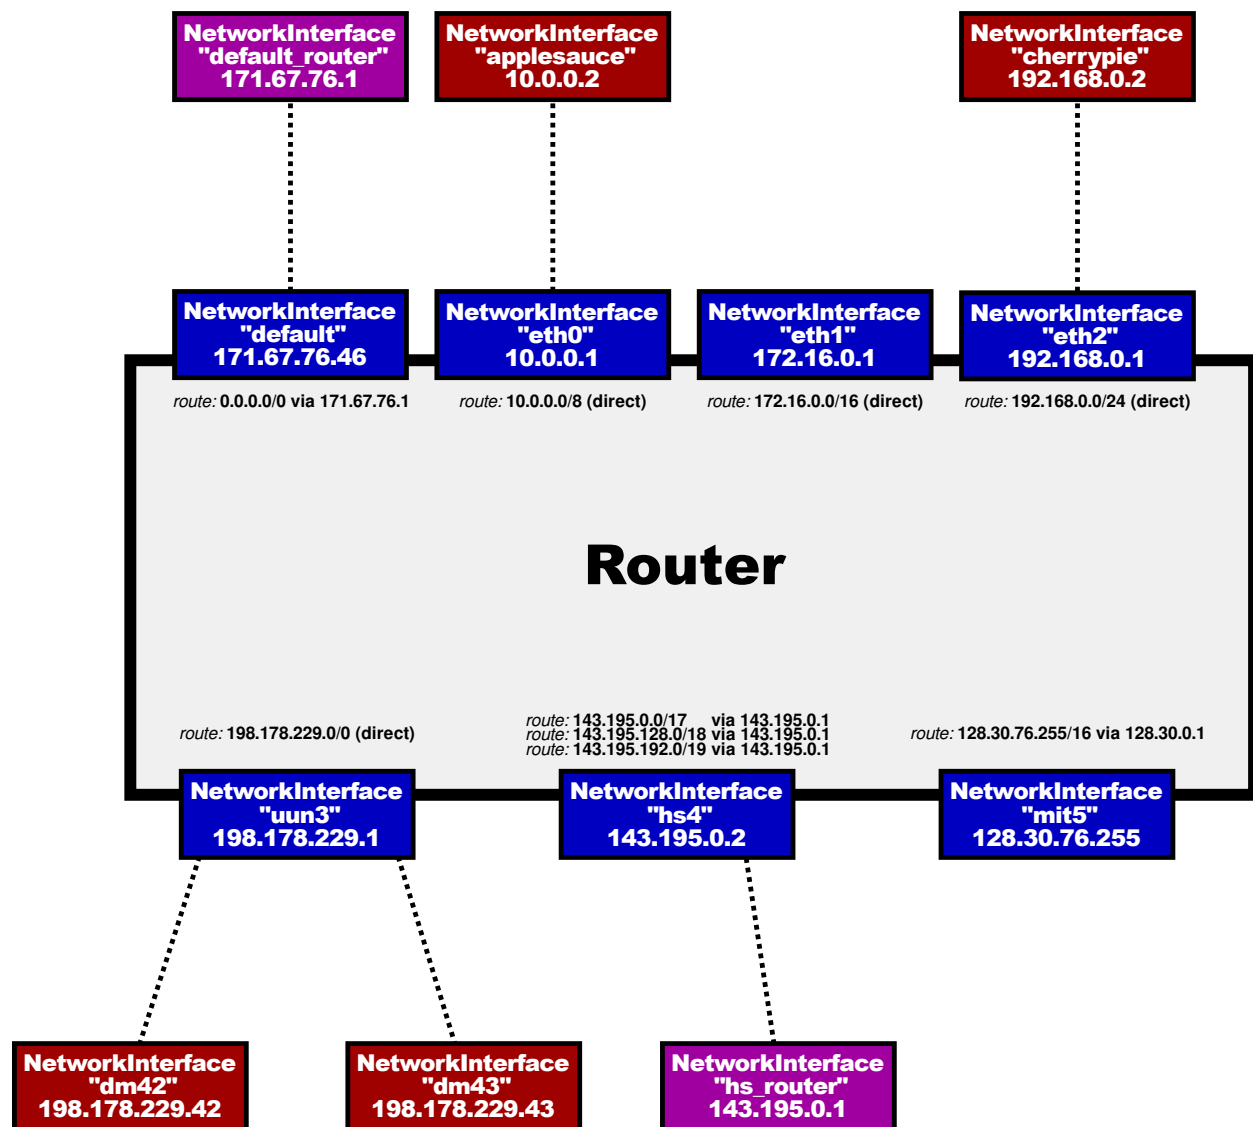 NetworkInterface
"default_router"
171.67.76.1
NetworkInterface
"applesauce"
10.0.0.2
NetworkInterface
"cherrypie"
192.168.0.2
NetworkInterface
"default"
171.67.76.46
NetworkInterface
"eth0"
10.0.0.1
NetworkInterface
"eth1"
172.16.0.1
NetworkInterface
"eth2"
192.168.0.1
route: 0.0.0.0/0 via 171.67.76.1
route: 10.0.0.0/8 (direct)
route: 172.16.0.0/16 (direct)
route: 192.168.0.0/24 (direct)
Router
route: 198.178.229.0/0 (direct)
route: 143.195.0.0/17 via 143.195.0.1
route: 143.195.128.0/18 via 143.195.0.1
route: 143.195.192.0/19 via 143.195.0.1
route: 128.30.76.255/16 via 128.30.0.1
NetworkInterface
"uun3"
198.178.229.1
NetworkInterface
"hs4"
143.195.0.2
NetworkInterface
"mit5"
128.30.76.255
NetworkInterface
"dm42"
198.178.229.42
NetworkInterface
"dm43"
198.178.229.43
NetworkInterface
"hs_router"
143.195.0.1